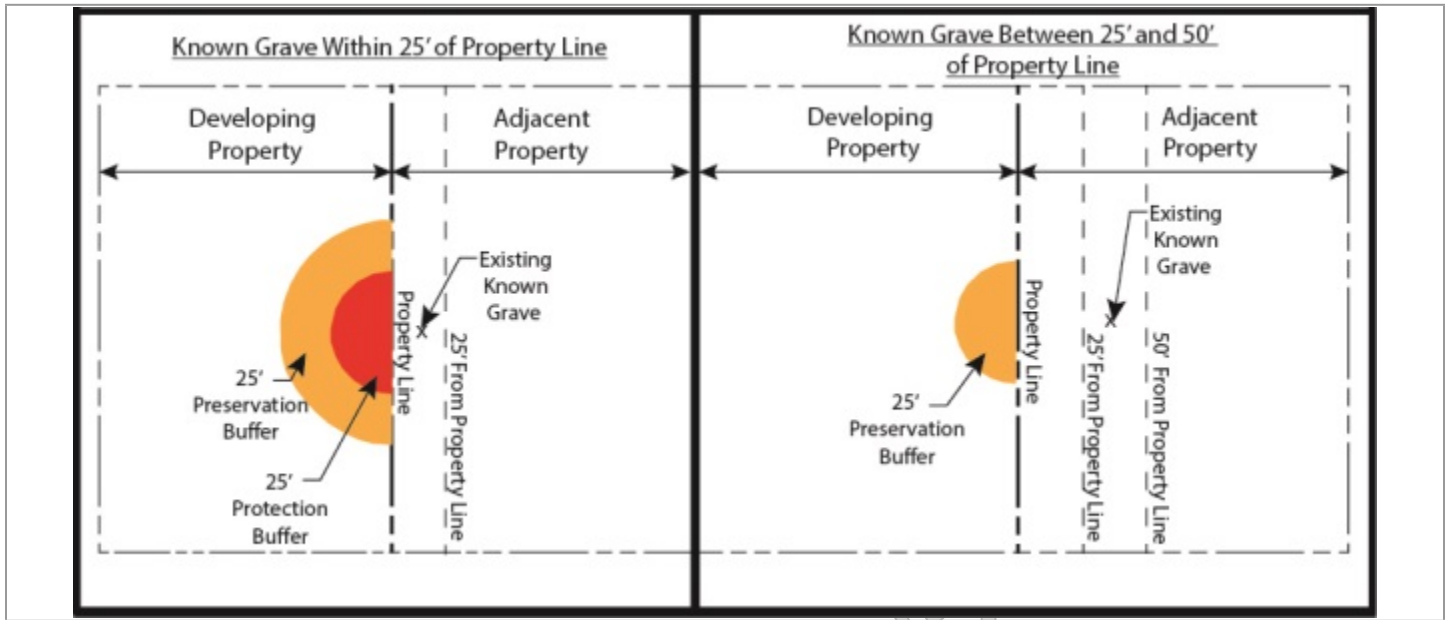 Known Grave Within 25' of Property Line
Developing
Property
Adjacent
Property
Existing
Known
Grave
Property Line
25' From Property Line
25'
Preservation
Buffer
25'
Protection
Buffer
Known Grave Between 25' and 50'
of Property Line
Developing
Property
Adjacent
Property
Existing
Known
Grave
Property Line
25' From Property Line
50' From Property Line
25'
Preservation
Buffer